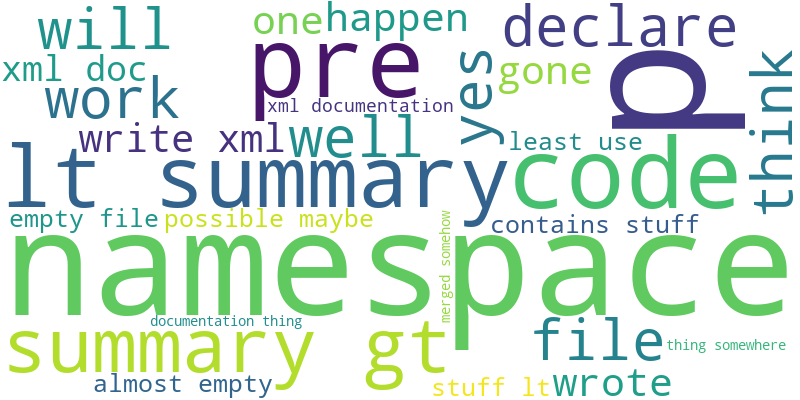 will
one
happen
declare
xml doc
pre
yes
gone
p
think
work
xml documentation
write xml
well
least use
lt summary
code
empty file
possible maybe
merged somehow
contains stuff
namespace
documentation thing
summary gt
file
thing somewhere
almost empty
stuff lt
wrote